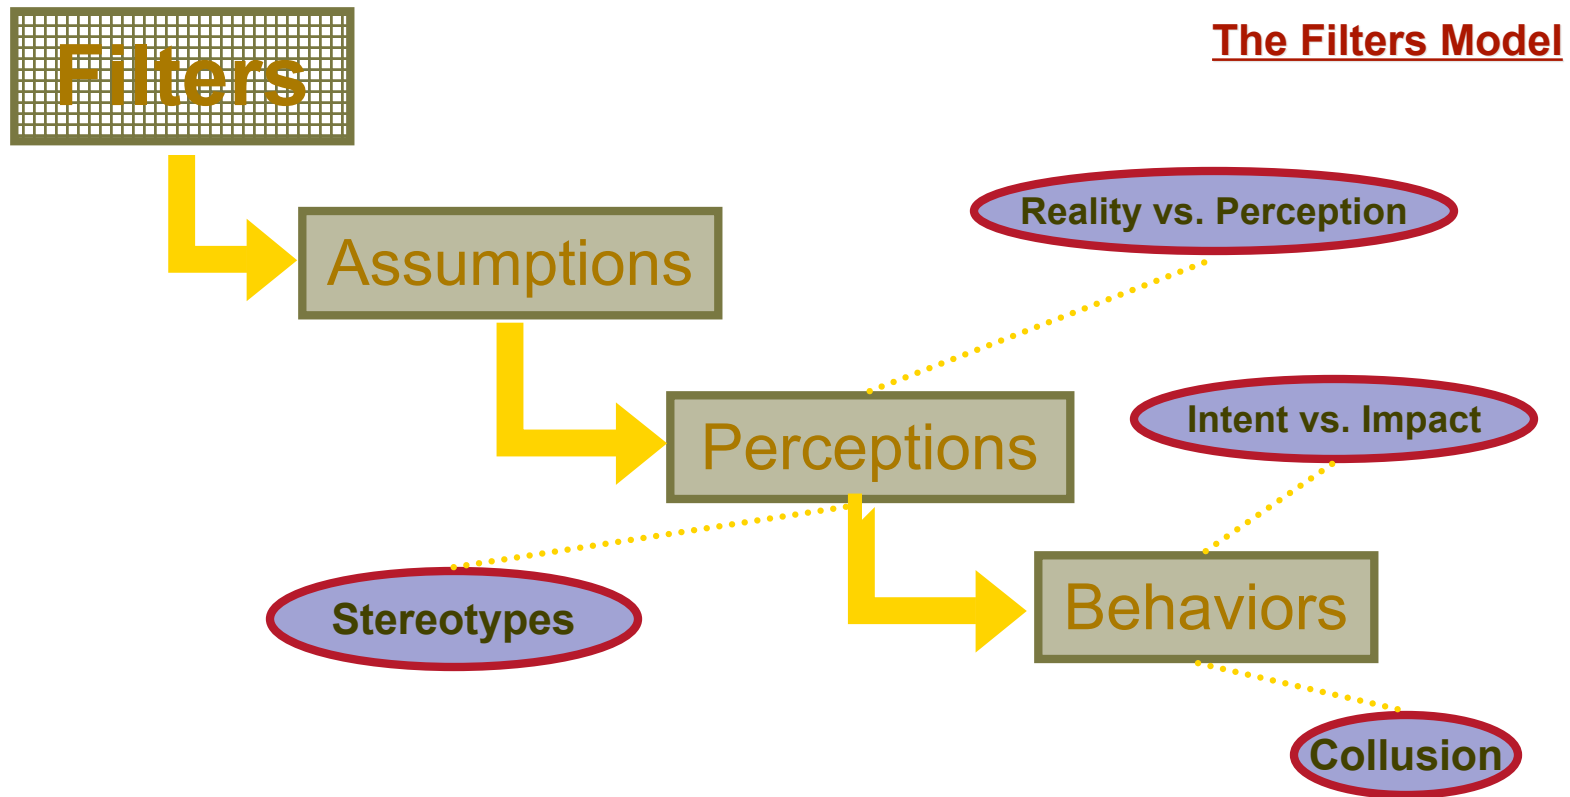 Filters
The Filters Model
Reality vs. Perception
Assumptions
Intent vs. Impact
Perceptions
Stereotypes
Behaviors
Collusion